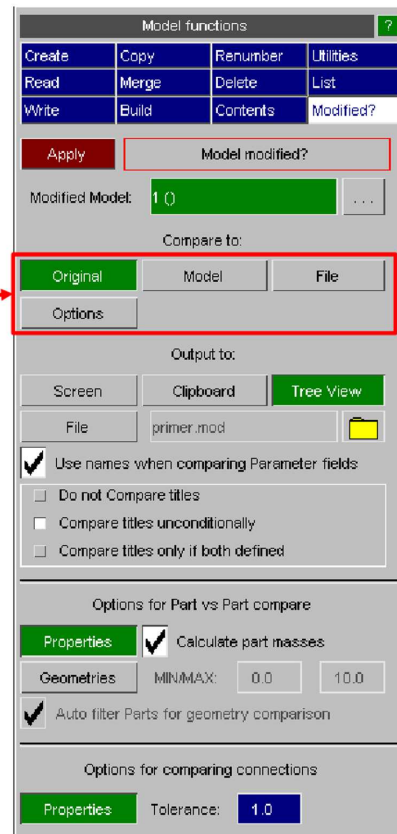 Model functions ?
Create Copy Renumber Utilities
Read Merge Delete List
Write Build Contents Modified?
Apply Model modified?
Modified Model: 1 () ...
Compare to:
Original Model File
Options
Output to:
Screen Clipboard Tree View
File primer.mod
Use names when comparing Parameter fields
Do not Compare titles
Compare titles unconditionally
Compare titles only if both defined
Options for Part vs Part compare
Properties Calculate part masses
Geometries MIN/MAX: 0.0 10.0
Auto filter Parts for geometry comparison
Options for comparing connections
Properties Tolerance: 1.0